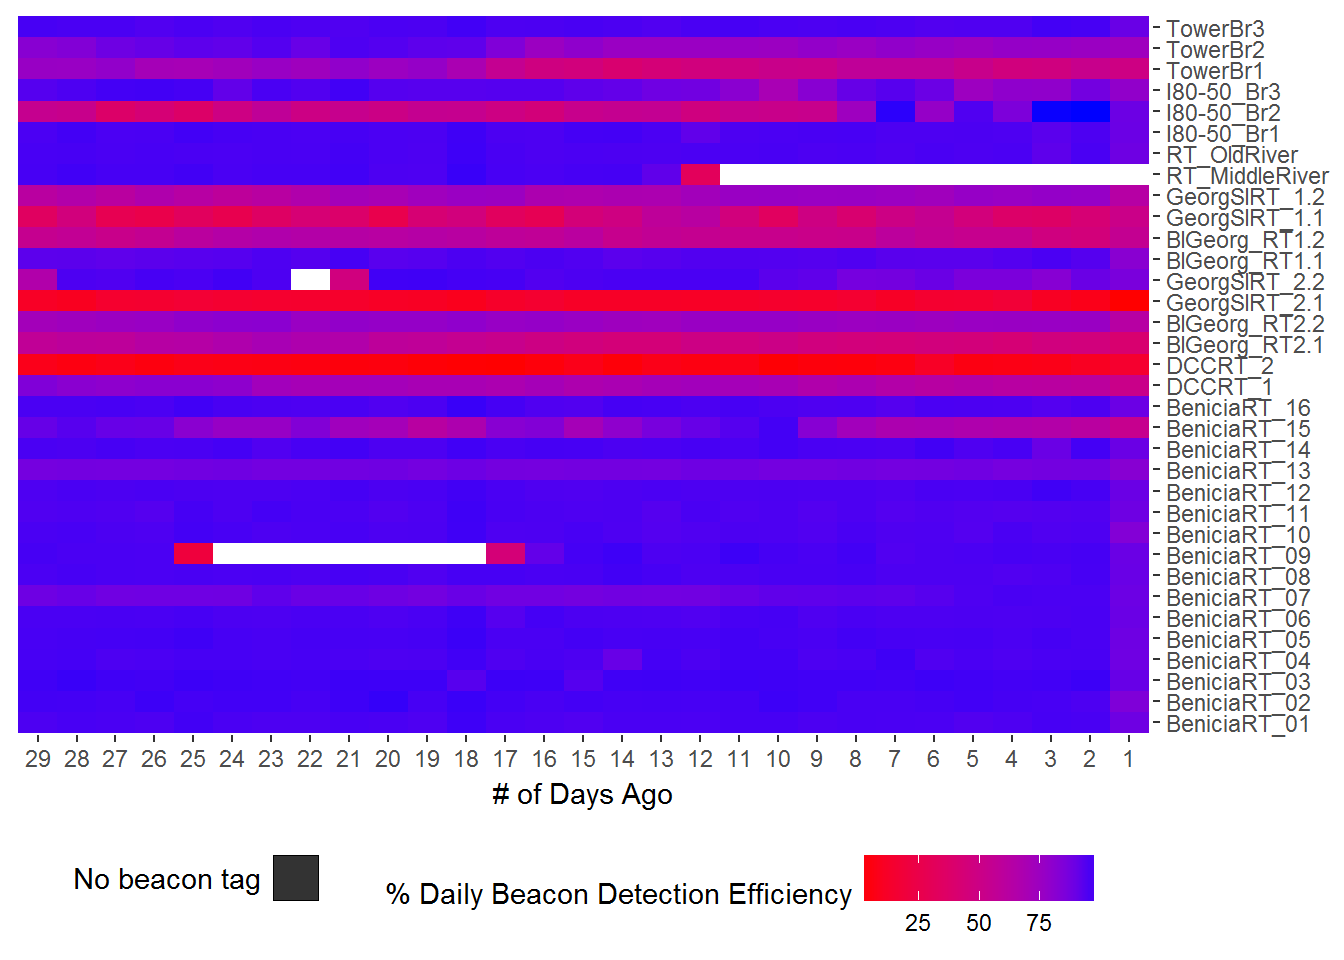 TowerBr3
TowerBr2
TowerBr1
I80-50_Br3
I80-50_Br2
I80-50_Br1
RT_OldRiver
RT_MiddleRiver
GeorgSlRT_1.2
GeorgSlRT_1.1
BlGeorg_RT1.2
BlGeorg_RT1.1
GeorgSlRT_2.2
GeorgSlRT_2.1
BlGeorg_RT2.2
BlGeorg_RT2.1
DCCRT_2
DCCRT_1
BeniciaRT_16
BeniciaRT_15
BeniciaRT_14
BeniciaRT_13
BeniciaRT_12
BeniciaRT_11
BeniciaRT_10
BeniciaRT_09
BeniciaRT_08
BeniciaRT_07
BeniciaRT_06
BeniciaRT_05
BeniciaRT_04
BeniciaRT_03
BeniciaRT_02
BeniciaRT_01
29 28 27 26 25 24 23 22 21 20 19 18 17 16 15 14 13 12 11 10 9 8 7 6 5 4 3 2 1
# of Days Ago
No beacon tag
% Daily Beacon Detection Efficiency
25 50 75